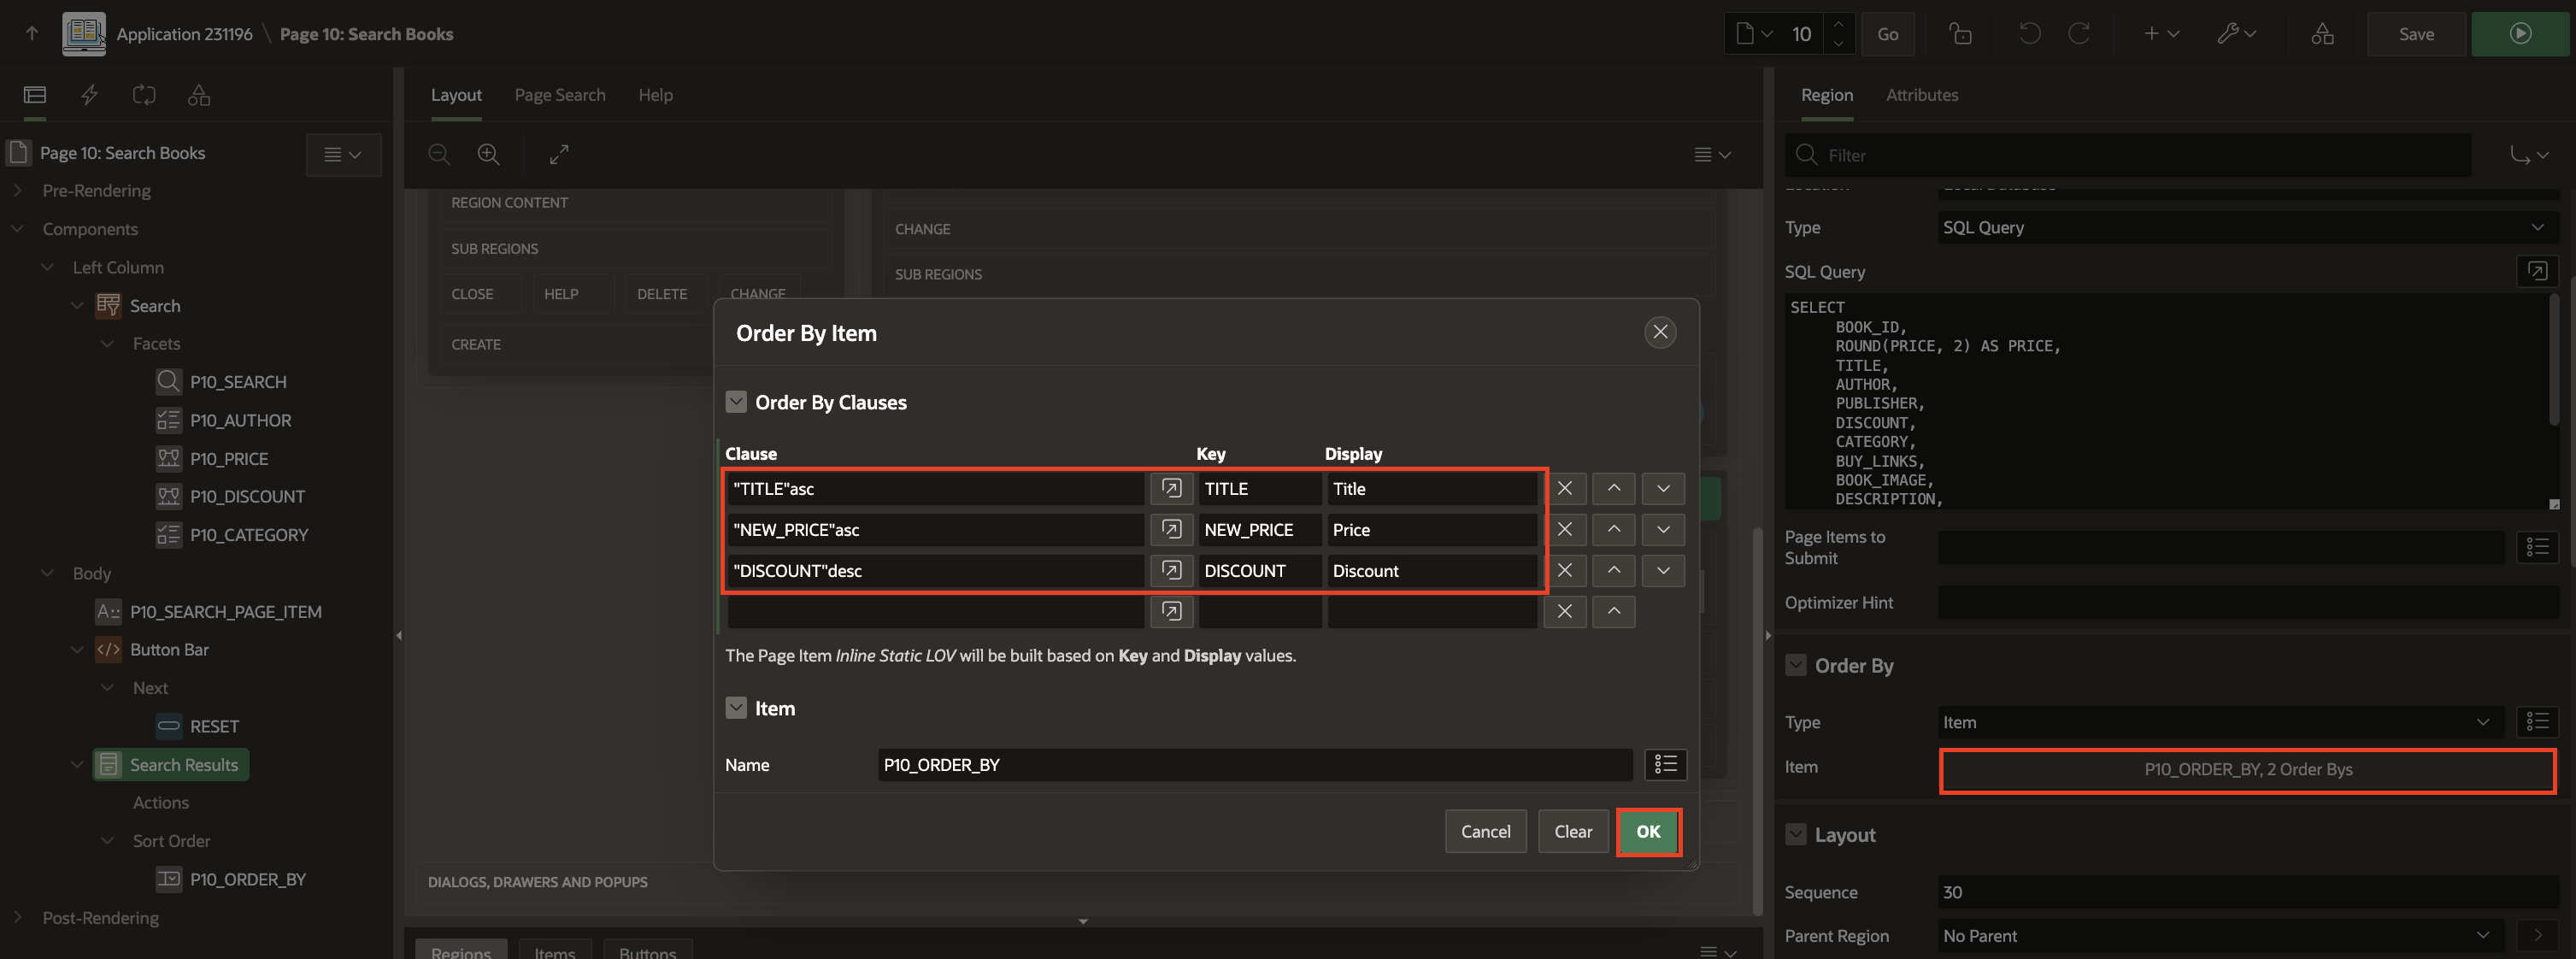 Application 231196 \ Page 10: Search Books
10
Go
Save
Page 10: Search Books
Pre-Rendering
Components
Left Column
Search
Facets
P10_SEARCH
P10_AUTHOR
P10_PRICE
P10_DISCOUNT
P10_CATEGORY
Body
P10_SEARCH_PAGE_ITEM
Button Bar
Next
RESET
Search Results
Actions
Sort Order
P10_ORDER_BY
Post-Rendering
Layout Page Search Help
REGION CONTENT
SUB REGIONS
CLOSE HELP DELETE CHANGE
CREATE
CHANGE
SUB REGIONS
Order By Item
Order By Clauses
Clause Key Display
"TITLE"asc TITLE Title
"NEW_PRICE"asc NEW_PRICE Price
"DISCOUNT"desc DISCOUNT Discount
The Page Item Inline Static LOV will be built based on Key and Display values.
Item
Name P10_ORDER_BY
Cancel Clear OK
DIALOGS, DRAWERS AND POPUPS
Regions Items Buttons
Region Attributes
Filter
Location Local Database
Type SQL Query
SQL Query
SELECT
BOOK_ID,
ROUND(PRICE, 2) AS PRICE,
TITLE,
AUTHOR,
PUBLISHER,
DISCOUNT,
CATEGORY,
BUY_LINKS,
BOOK_IMAGE,
DESCRIPTION,
Page Items to
Submit
Optimizer Hint
Order By
Type Item
Item P10_ORDER_BY, 2 Order Bys
Layout
Sequence 30
Parent Region No Parent